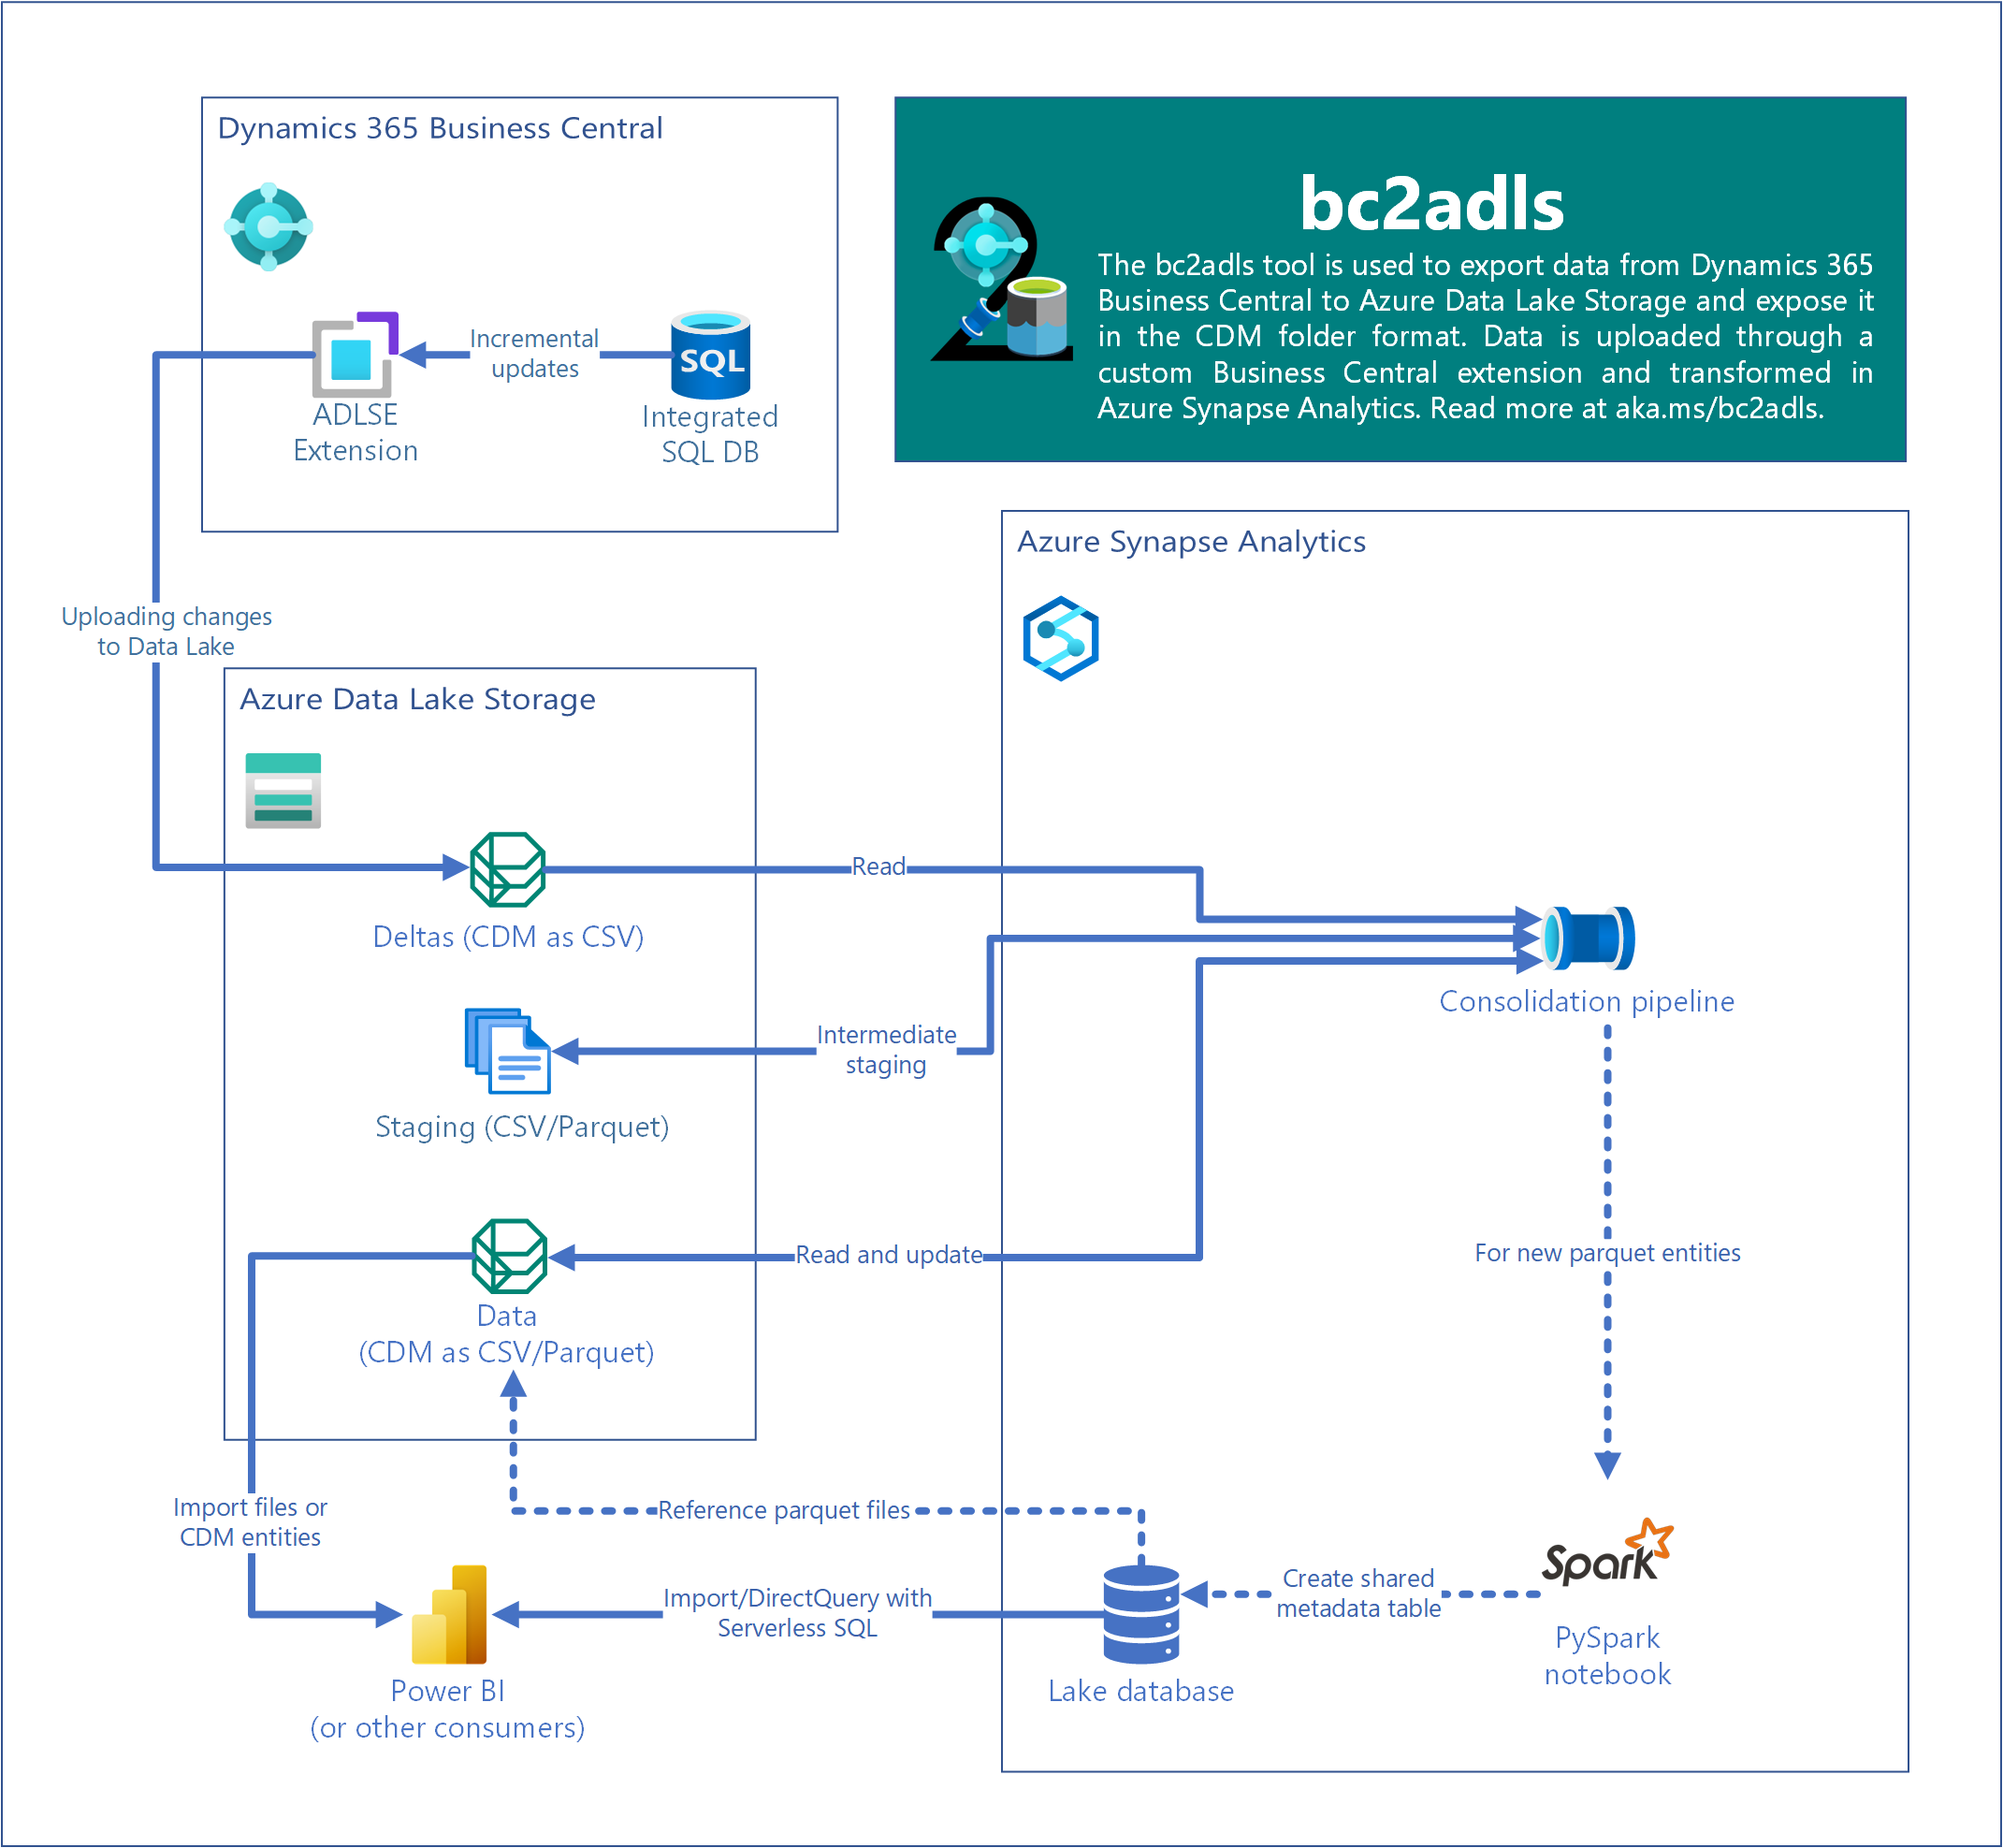 Dynamics 365 Business Central
Incremental
updates
SQL
ADLSE
Extension
Integrated
SQL DB
bc2adls
The bc2adls tool is used to export data from Dynamics 365
Business Central to Azure Data Lake Storage and expose it
in the CDM folder format. Data is uploaded through a
custom Business Central extension and transformed in
Azure Synapse Analytics. Read more at aka.ms/bc2adls.
Uploading changes
to Data Lake
Azure Data Lake Storage
Azure Synapse Analytics
Deltas (CDM as CSV)
Read
Consolidation pipeline
Intermediate
staging
Staging (CSV/Parquet)
Read and update
For new parquet entities
Data
(CDM as CSV/Parquet)
Import files or
CDM entities
Reference parquet files
Spark
Create shared
metadata table
PySpark
notebook
Import/DirectQuery with
Serverless SQL
Lake database
Power BI
(or other consumers)